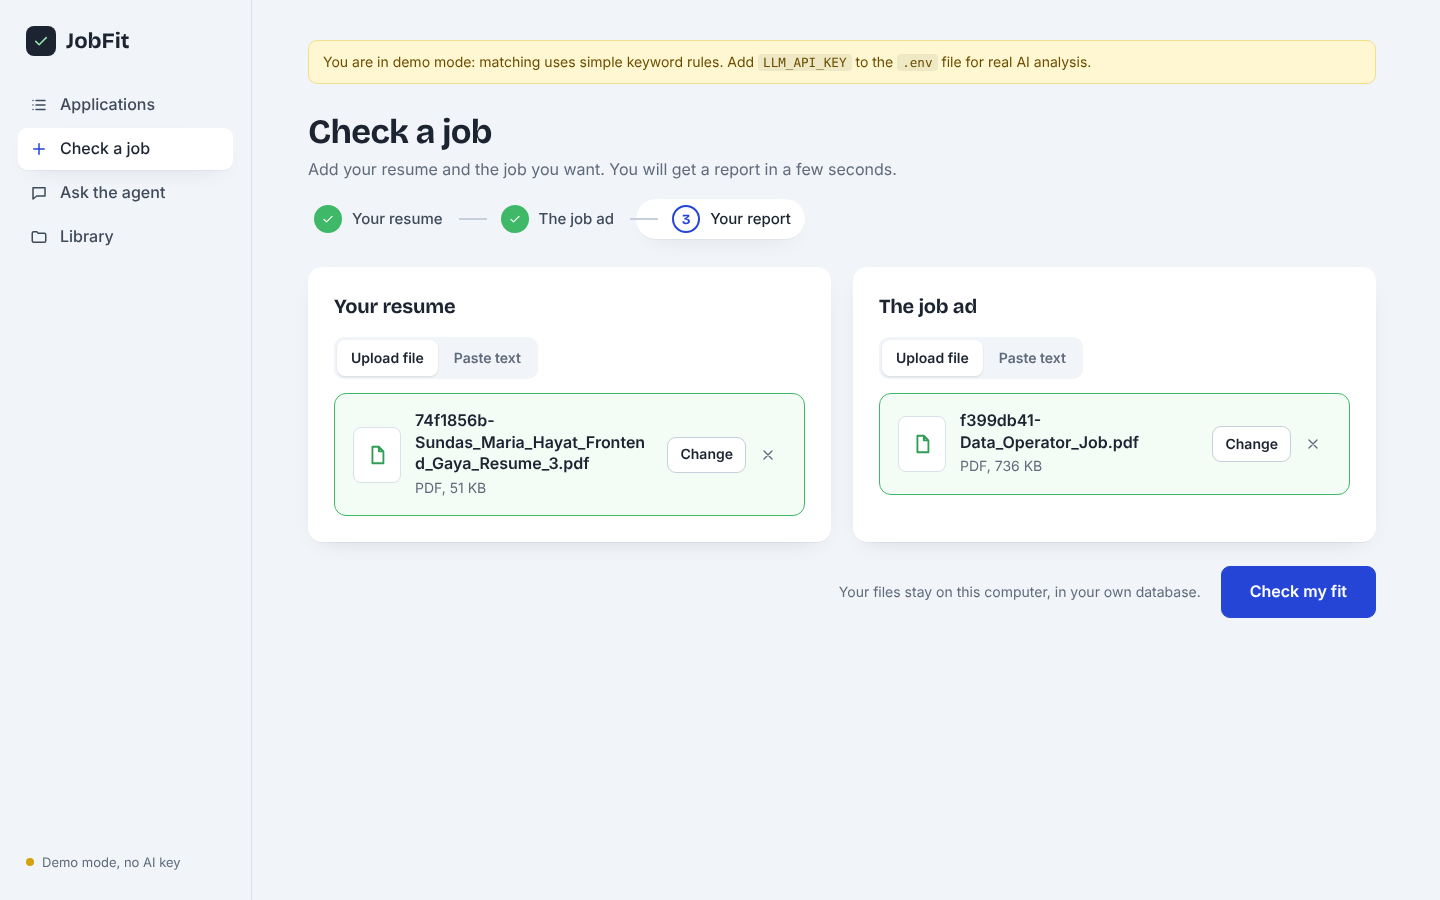 JobFit
Applications
Check a job
Ask the agent
Library
Demo mode, no AI key
You are in demo mode: matching uses simple keyword rules. Add LLM_API_KEY to the .env file for real AI analysis.
Check a job
Add your resume and the job you want. You will get a report in a few seconds.
Your resume
The job ad
3 Your report
Your resume
Upload file Paste text
74f1856b-
Sundas_Maria_Hayat_Fronten
d_Gaya_Resume_3.pdf
PDF, 51 KB
Change
The job ad
Upload file Paste text
f399db41-
Data_Operator_Job.pdf
PDF, 736 KB
Change
Your files stay on this computer, in your own database.
Check my fit